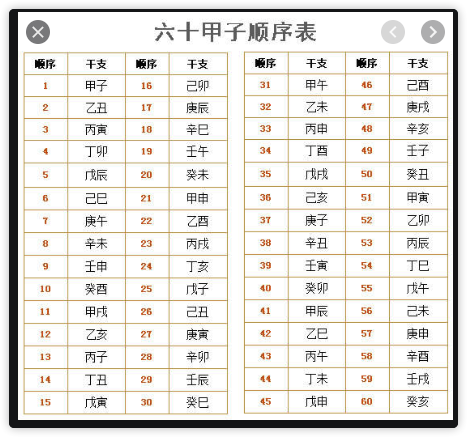 六十甲子顺序表
顺序 干支 顺序 干支
1 甲子 16 己卯
2 乙丑 17 庚辰
3 丙寅 18 辛巳
4 丁卯 19 壬午
5 戊辰 20 癸未
6 己巳 21 甲申
7 庚午 22 乙酉
8 辛未 23 丙戌
9 壬申 24 丁亥
10 癸酉 25 戊子
11 甲戌 26 己丑
12 乙亥 27 庚寅
13 丙子 28 辛卯
14 丁丑 29 壬辰
15 戊寅 30 癸巳
顺序 干支 顺序 干支
31 甲午 46 己酉
32 乙未 47 庚戌
33 丙申 48 辛亥
34 丁酉 49 壬子
35 戊戌 50 癸丑
36 己亥 51 甲寅
37 庚子 52 乙卯
38 辛丑 53 丙辰
39 壬寅 54 丁巳
40 癸卯 55 戊午
41 甲辰 56 己未
42 乙巳 57 庚申
43 丙午 58 辛酉
44 丁未 59 壬戌
45 戊申 60 癸亥